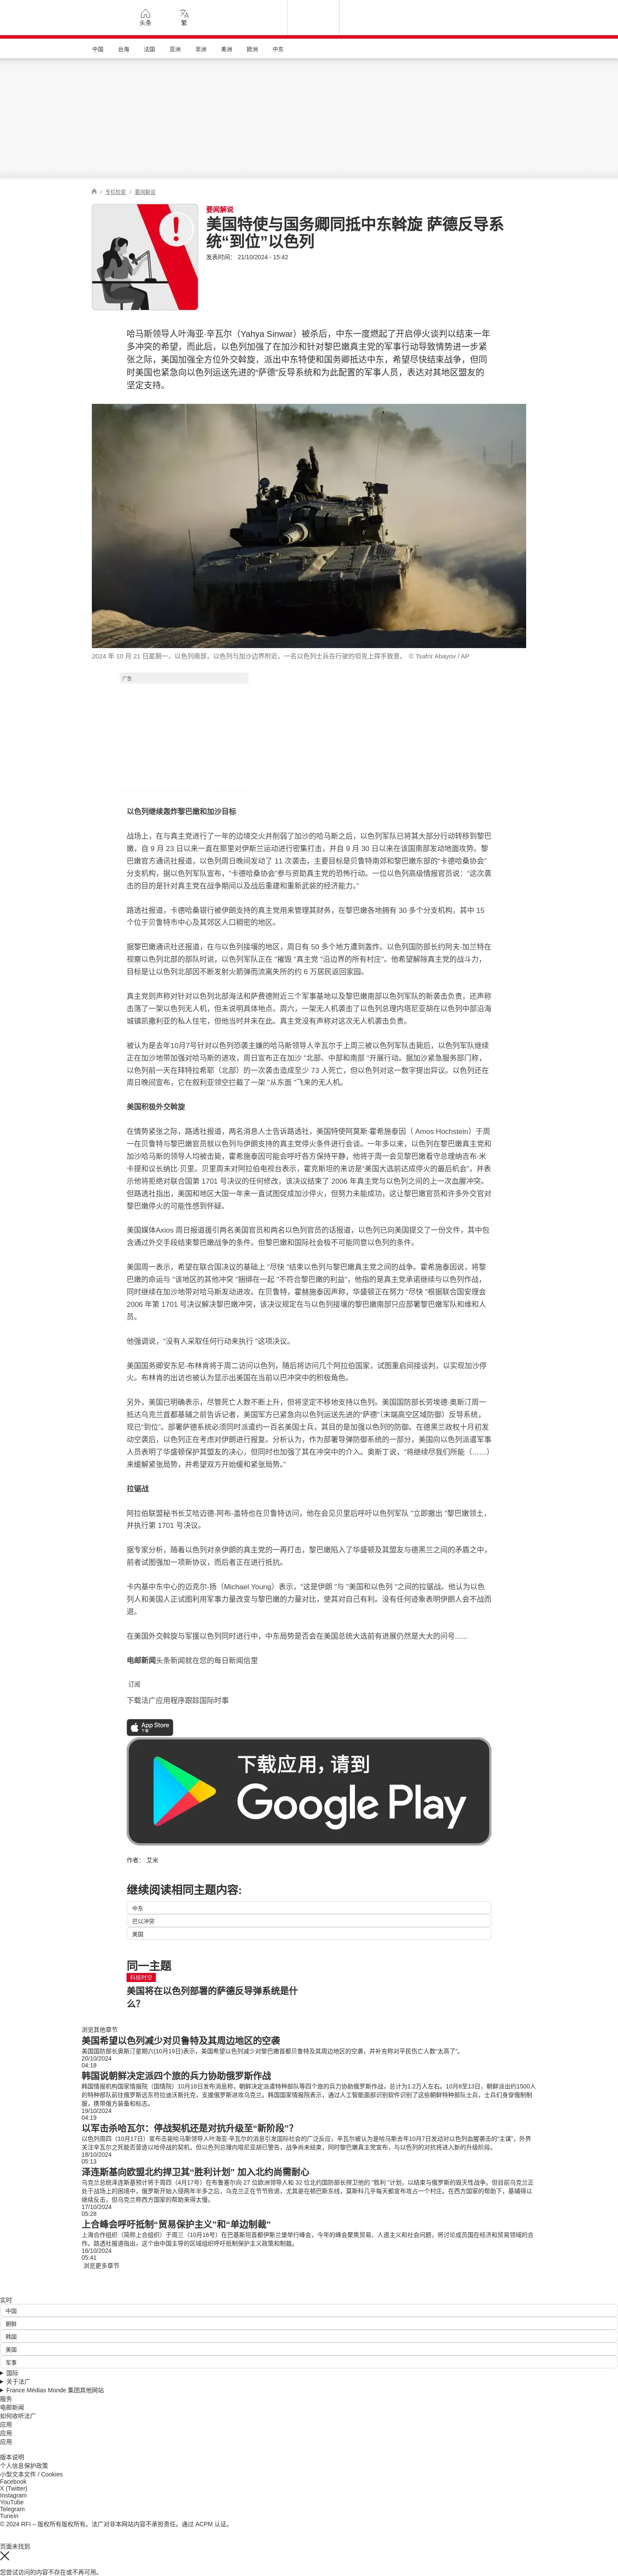 头条
繁
中国 台海 法国 亚洲 非洲 美洲 欧洲 中东
/ 专栏检索 / 要闻解说
要闻解说
美国特使与国务卿同抵中东斡旋 萨德反导系
统“到位”以色列
发表时间： 21/10/2024 - 15:42
哈马斯领导人叶海亚·辛瓦尔（Yahya Sinwar）被杀后，中东一度燃起了开启停火谈判以结束一年
多冲突的希望，而此后，以色列加强了在加沙和针对黎巴嫩真主党的军事行动导致情势进一步紧
张之际，美国加强全方位外交斡旋，派出中东特使和国务卿抵达中东，希望尽快结束战争，但同
时美国也紧急向以色列运送先进的“萨德”反导系统和为此配置的军事人员，表达对其地区盟友的
坚定支持。
2024 年 10 月 21 日星期一，以色列南部，以色列与加沙边界附近，一名以色列士兵在行驶的坦克上挥手致意。 © Tsafrir Abayov / AP
广告
以色列继续轰炸黎巴嫩和加沙目标
战场上，在与真主党进行了一年的边境交火并削弱了加沙的哈马斯之后，以色列军队已将其大部分行动转移到黎巴
嫩，自 9 月 23 日以来一直在那里对伊斯兰运动进行密集打击，并自 9 月 30 日以来在该国南部发动地面攻势。黎
巴嫩官方通讯社报道，以色列周日晚间发动了 11 次袭击，主要目标是贝鲁特南郊和黎巴嫩东部的“卡德哈桑协会”
分支机构，据以色列军队宣布，“卡德哈桑协会”参与资助真主党的恐怖行动。一位以色列高级情报官员说：“这次袭
击的目的是针对真主党在战争期间以及战后重建和重新武装的经济能力。”
路透社报道，卡德哈桑银行被伊朗支持的真主党用来管理其财务，在黎巴嫩各地拥有 30 多个分支机构，其中 15
个位于贝鲁特市中心及其郊区人口稠密的地区。
据黎巴嫩通讯社还报道，在与以色列接壤的地区，周日有 50 多个地方遭到轰炸。以色列国防部长约阿夫-加兰特在
视察以色列北部的部队时说，以色列军队正在 "摧毁 "真主党 "沿边界的所有村庄"。他希望解除真主党的战斗力，
目标是让以色列北部因不断发射火箭弹而流离失所的约 6 万居民返回家园。
真主党则声称对针对以色列北部海法和萨费德附近三个军事基地以及黎巴嫩南部以色列军队的新袭击负责，还声称
击落了一架以色列无人机，但未说明具体地点。周六，一架无人机袭击了以色列总理内塔尼亚胡在以色列中部沿海
城镇凯撒利亚的私人住宅，但他当时并未在此。真主党没有声称对这次无人机袭击负责。
被认为是去年10月7号针对以色列恐袭主嫌的哈马斯领导人辛瓦尔于上周三被以色列军队击毙后，以色列军队继续
正在加沙地带加强对哈马斯的进攻，周日宣布正在加沙 "北部、中部和南部 "开展行动。据加沙紧急服务部门称，
以色列前一天在拜特拉希耶（北部）的一次袭击造成至少 73 人死亡，但以色列对这一数字提出异议。以色列还在
周日晚间宣布，它在叙利亚领空拦截了一架 "从东面 "飞来的无人机。
美国积极外交斡旋
在情势紧张之际，路透社报道，两名消息人士告诉路透社，美国特使阿莫斯·霍希施泰因（ Amos Hochstein）于周
一在贝鲁特与黎巴嫩官员就以色列与伊朗支持的真主党停火条件进行会谈。一年多以来，以色列在黎巴嫩真主党和
加沙哈马斯的领导人均被击毙，霍希施泰因可能会呼吁各方保持平静，他将于周一会见黎巴嫩看守总理纳吉布·米
卡提和议长纳比·贝里。贝里周末对阿拉伯电视台表示，霍克斯坦的来访是“美国大选前达成停火的最后机会”，并表
示他将拒绝对联合国第 1701 号决议的任何修改，该决议结束了 2006 年真主党与以色列之间的上一次血腥冲突。
但路透社指出，美国和地区大国一年来一直试图促成加沙停火，但努力未能成功，这让黎巴嫩官员和许多外交官对
黎巴嫩停火的可能性感到怀疑。
美国媒体Axios 周日报道援引两名美国官员和两名以色列官员的话报道，以色列已向美国提交了一份文件，其中包
含通过外交手段结束黎巴嫩战争的条件。但黎巴嫩和国际社会极不可能同意以色列的条件。
美国周一表示，希望在联合国决议的基础上 "尽快 "结束以色列与黎巴嫩真主党之间的战争。霍希施泰因说，将黎
巴嫩的命运与 "该地区的其他冲突 "捆绑在一起 "不符合黎巴嫩的利益"，他指的是真主党承诺继续与以色列作战，
同时继续在加沙地带对哈马斯发动进攻。在贝鲁特，霍赫施泰因声称，华盛顿正在努力 "尽快 "根据联合国安理会
2006 年第 1701 号决议解决黎巴嫩冲突，该决议规定在与以色列接壤的黎巴嫩南部只应部署黎巴嫩军队和维和人
员。
他强调说，"没有人采取任何行动来执行 "这项决议。
美国国务卿安东尼-布林肯将于周二访问以色列，随后将访问几个阿拉伯国家，试图重启间接谈判，以实现加沙停
火。布林肯的出访也被认为显示出美国在当前以巴冲突中的积极角色。
另外，美国已明确表示，尽管死亡人数不断上升，但将坚定不移地支持以色列。美国国防部长劳埃德·奥斯汀周一
抵达乌克兰首都基辅之前告诉记者，美国军方已紧急向以色列运送先进的“萨德”（末端高空区域防御）反导系统，
现已“到位”。部署萨德系统必须同时派遣约一百名美国士兵，其目的是加强以色列的防御。在德黑兰政权十月初发
动空袭后，以色列正在考虑对伊朗进行报复。分析认为，作为部署导弹防御系统的一部分，美国向以色列派遣军事
人员表明了华盛顿保护其盟友的决心，但同时也加强了其在冲突中的介入。奥斯丁说，“将继续尽我们所能（……）
来缓解紧张局势，并希望双方开始缓和紧张局势。”
拉锯战
阿拉伯联盟秘书长艾哈迈德-阿布-盖特也在贝鲁特访问，他在会见贝里后呼吁以色列军队 "立即撤出 "黎巴嫩领土，
并执行第 1701 号决议。
据专家分析，随着以色列对亲伊朗的真主党的一再打击，黎巴嫩陷入了华盛顿及其盟友与德黑兰之间的矛盾之中，
前者试图强加一项新协议，而后者正在进行抵抗。
卡内基中东中心的迈克尔-扬（Michael Young）表示，"这是伊朗 "与 "美国和以色列 "之间的拉锯战。他认为以色
列人和美国人正试图利用军事力量改变与黎巴嫩的力量对比，使其对自己有利。没有任何迹象表明伊朗人会不战而
退。
在美国外交斡旋与军援以色列同时进行中，中东局势是否会在美国总统大选前有进展仍然是大大的问号......
电邮新闻头条新闻就在您的每日新闻信里
订阅
下载法广应用程序跟踪国际时事
App Store
下载
下载应用，请到
Google Play
作者： 艾米
继续阅读相同主题内容:
中东
巴以冲突
美国
同一主题
科技时空
美国将在以色列部署的萨德反导弹系统是什
么？
浏览其他章节
美国希望以色列减少对贝鲁特及其周边地区的空袭
美国国防部长奥斯汀星期六(10月19日)表示，美国希望以色列减少对黎巴嫩首都贝鲁特及其周边地区的空袭，并补充称对平民伤亡人数“太高了”。
20/10/2024
04:18
韩国说朝鲜决定派四个旅的兵力协助俄罗斯作战
韩国情报机构国家情报院（国情院）10月18日发布消息称，朝鲜决定派遣特种部队等四个旅的兵力协助俄罗斯作战，总计为1.2万人左右。10月8至13日，朝鲜派出约1500人
的特种部队前往俄罗斯远东符拉迪沃斯托克，支援俄罗斯进攻乌克兰。韩国国家情报院表示，通过人工智能面部识别软件识别了这些朝鲜特种部队士兵，士兵们身穿俄制制
服，携带俄方装备和标志。
19/10/2024
04:19
以军击杀哈瓦尔：停战契机还是对抗升级至“新阶段”？
以色列周四（10月17日）宣布击毙哈马斯领导人叶海亚·辛瓦尔的消息引发国际社会的广泛反应，辛瓦尔被认为是哈马斯去年10月7日发动对以色列血腥袭击的“主谋”，外界
关注辛瓦尔之死能否营造以哈停战的契机。但以色列总理内塔尼亚胡已警告，战争尚未结束，同时黎巴嫩真主党宣布，与以色列的对抗将进入新的升级阶段。
18/10/2024
05:13
泽连斯基向欧盟北约捍卫其“胜利计划” 加入北约尚需耐心
乌克兰总统泽连斯基预计将于周四（4月17号）在布鲁塞尔向 27 位欧洲领导人和 32 位北约国防部长捍卫他的 "胜利 "计划，以结束与俄罗斯的毁灭性战争，但目前乌克兰正
处于战场上的困境中，俄罗斯开始入侵两年半多之后，乌克兰正在节节败退，尤其是在顿巴斯东线，莫斯科几乎每天都宣布攻占一个村庄。在西方国家的帮助下，基辅得以
继续反击，但乌克兰称西方国家的帮助来得太慢。
17/10/2024
05:28
上合峰会呼吁抵制“贸易保护主义”和“单边制裁”
上海合作组织（简称上合组织）于周三（10月16号）在巴基斯坦首都伊斯兰堡举行峰会，今年的峰会聚焦贸易、人道主义和社会问题，将讨论成员国在经济和贸易领域的合
作。路透社报道指出，这个由中国主导的区域组织呼吁抵制保护主义政策和制裁。
16/10/2024
05:41
浏览更多章节
实时
中国
朝鲜
韩国
美国
军事
国际
关于法广
France Médias Monde 集团其他网站
服务
电邮新闻
如何收听法广
应用
应用
应用
版本说明
个人信息保护政策
小型文本文件 / Cookies
Facebook
X (Twitter)
Instagram
YouTube
Telegram
TuneIn
© 2024 RFI – 版权所有版权所有。法广对非本网站内容不承担责任。通过 ACPM 认证。
页面未找到
您尝试访问的内容不存在或不再可用。